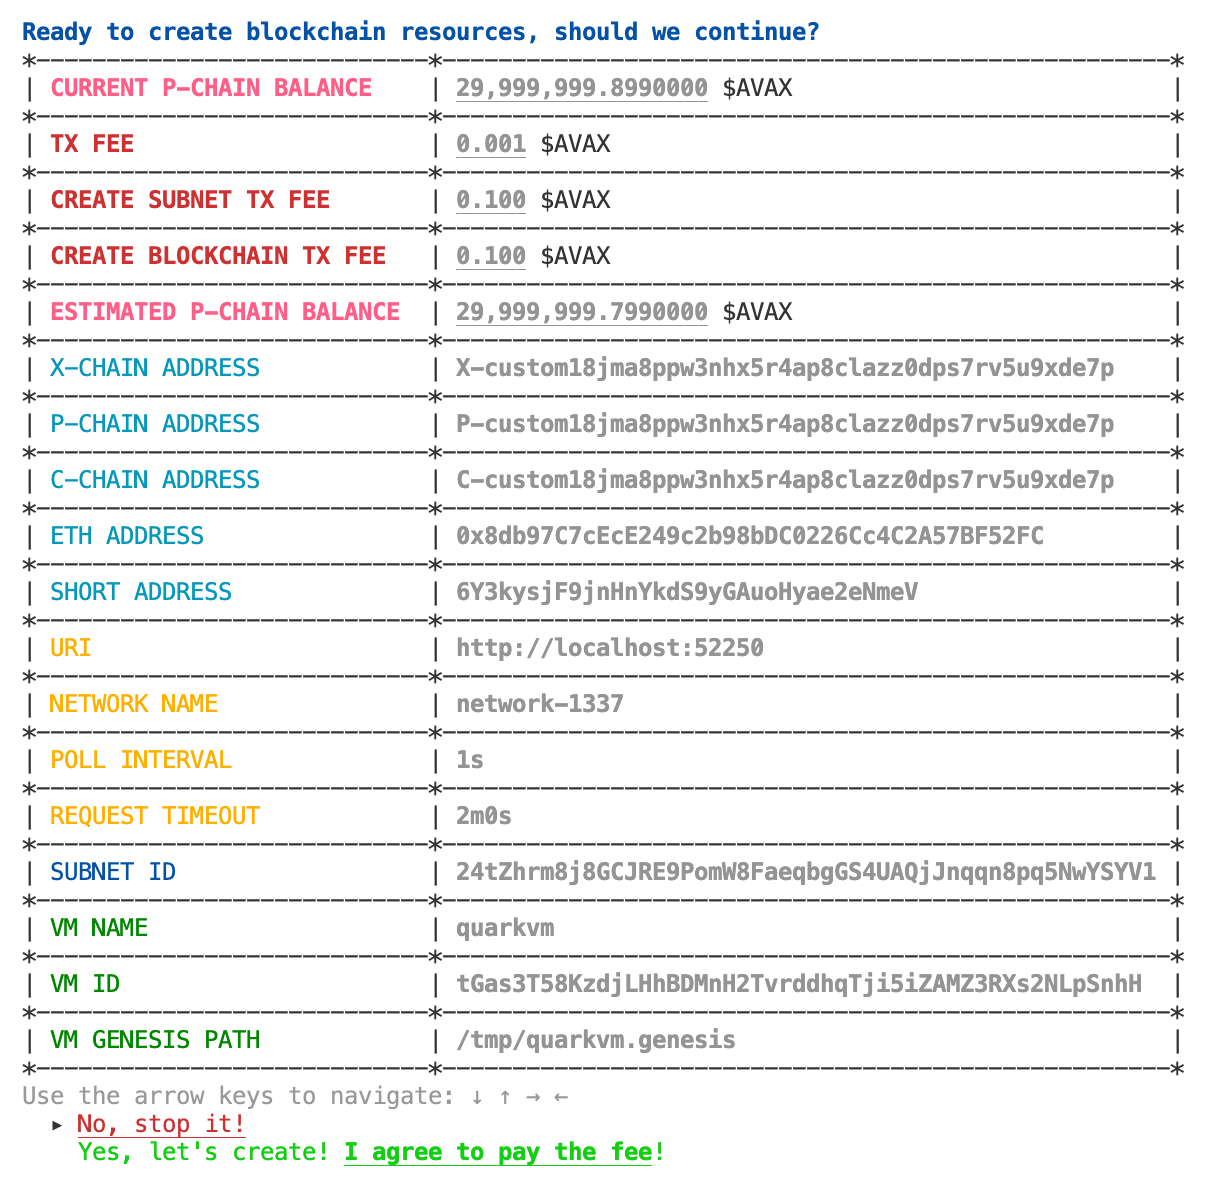 Ready to create blockchain resources, should we continue?
*----------------------------*----------------------------------------------------*
| CURRENT P-CHAIN BALANCE    | 29,999,999.8990000 $AVAX                           |
*----------------------------*----------------------------------------------------*
| TX FEE                     | 0.001 $AVAX                                        |
*----------------------------*----------------------------------------------------*
| CREATE SUBNET TX FEE       | 0.100 $AVAX                                        |
*----------------------------*----------------------------------------------------*
| CREATE BLOCKCHAIN TX FEE   | 0.100 $AVAX                                        |
*----------------------------*----------------------------------------------------*
| ESTIMATED P-CHAIN BALANCE  | 29,999,999.7990000 $AVAX                           |
*----------------------------*----------------------------------------------------*
| X-CHAIN ADDRESS            | X-custom18jma8ppw3nhx5r4ap8clazz0dps7rv5u9xde7p    |
*----------------------------*----------------------------------------------------*
| P-CHAIN ADDRESS            | P-custom18jma8ppw3nhx5r4ap8clazz0dps7rv5u9xde7p    |
*----------------------------*----------------------------------------------------*
| C-CHAIN ADDRESS            | C-custom18jma8ppw3nhx5r4ap8clazz0dps7rv5u9xde7p    |
*----------------------------*----------------------------------------------------*
| ETH ADDRESS                | 0x8db97C7cEcE249c2b98bDC0226Cc4C2A57BF52FC         |
*----------------------------*----------------------------------------------------*
| SHORT ADDRESS              | 6Y3kysjF9jnHnYkdS9yGAuoHyae2eNmeV                  |
*----------------------------*----------------------------------------------------*
| URI                        | http://localhost:52250                             |
*----------------------------*----------------------------------------------------*
| NETWORK NAME               | network-1337                                       |
*----------------------------*----------------------------------------------------*
| POLL INTERVAL              | 1s                                                 |
*----------------------------*----------------------------------------------------*
| REQUEST TIMEOUT            | 2m0s                                               |
*----------------------------*----------------------------------------------------*
| SUBNET ID                  | 24tZhrm8j8GCJRE9PomW8FaeqbgGS4UAQjJnqqn8pq5NwYSYV1 |
*----------------------------*----------------------------------------------------*
| VM NAME                    | quarkvm                                            |
*----------------------------*----------------------------------------------------*
| VM ID                      | tGas3T58KzdjLHhBDMnH2TvrddhqTji5iZAMZ3RXs2NLpSnhH  |
*----------------------------*----------------------------------------------------*
| VM GENESIS PATH            | /tmp/quarkvm.genesis                               |
*----------------------------*----------------------------------------------------*
Use the arrow keys to navigate: ↓ ↑ → ←
▸ No, stop it!
Yes, let's create! I agree to pay the fee!